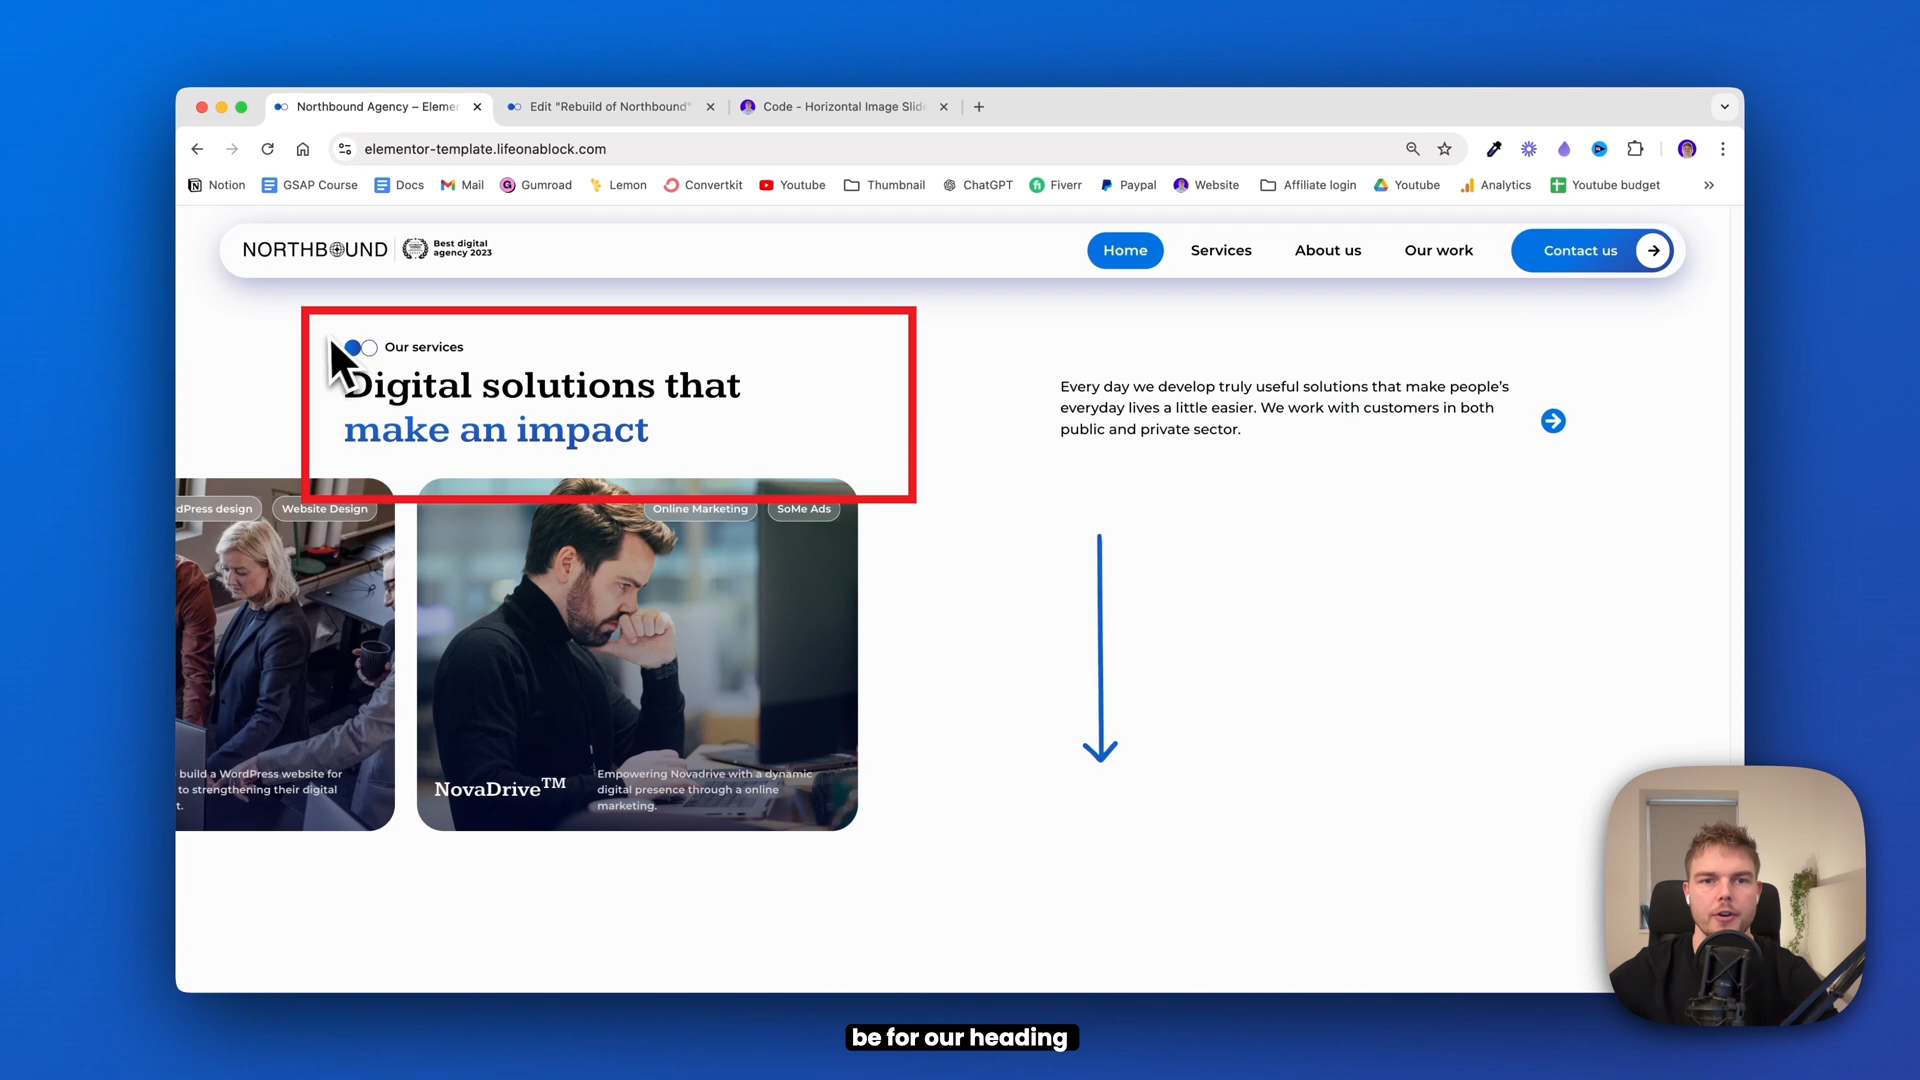 Northbound Agency – Eleme
Edit "Rebuild of Northbound"
Code - Horizontal Image Slid
elementor-template.lifeonablock.com
Notion
GSAP Course
Docs
Mail
Gumroad
Lemon
Convertkit
Youtube
Thumbnail
ChatGPT
Fiverr
Paypal
Website
Affiliate login
Youtube
Analytics
Youtube budget
NORTHBOUND
Best digital
agency 2023
Home
Services
About us
Our work
Contact us
Our services
Digital solutions that
make an impact
Every day we develop truly useful solutions that make people’s
everyday lives a little easier. We work with customers in both
public and private sector.
dPress design
Website Design
Online Marketing
SoMe Ads
build a WordPress website for
to strengthening their digital
t.
NovaDrive™
Empowering Novadrive with a dynamic
digital presence through a online
marketing.
be for our heading